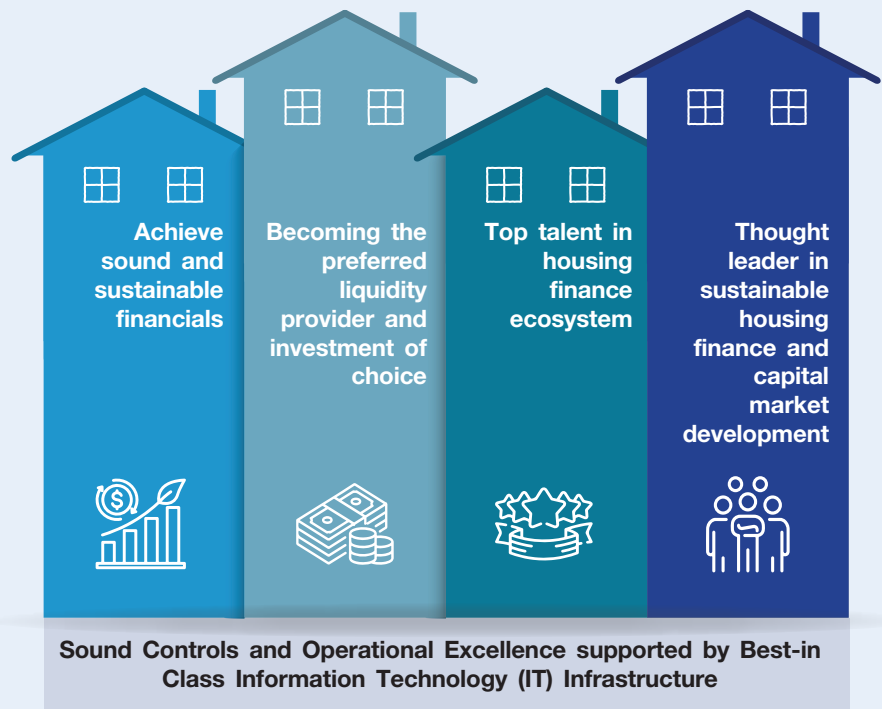 Achieve
sound and
sustainable
financials
Becoming the
preferred
liquidity
provider and
investment of
choice
Top talent in
housing
finance
ecosystem
Thought
leader in
sustainable
housing
finance and
capital
market
development
$
Sound Controls and Operational Excellence supported by Best-in
Class Information Technology (IT) Infrastructure